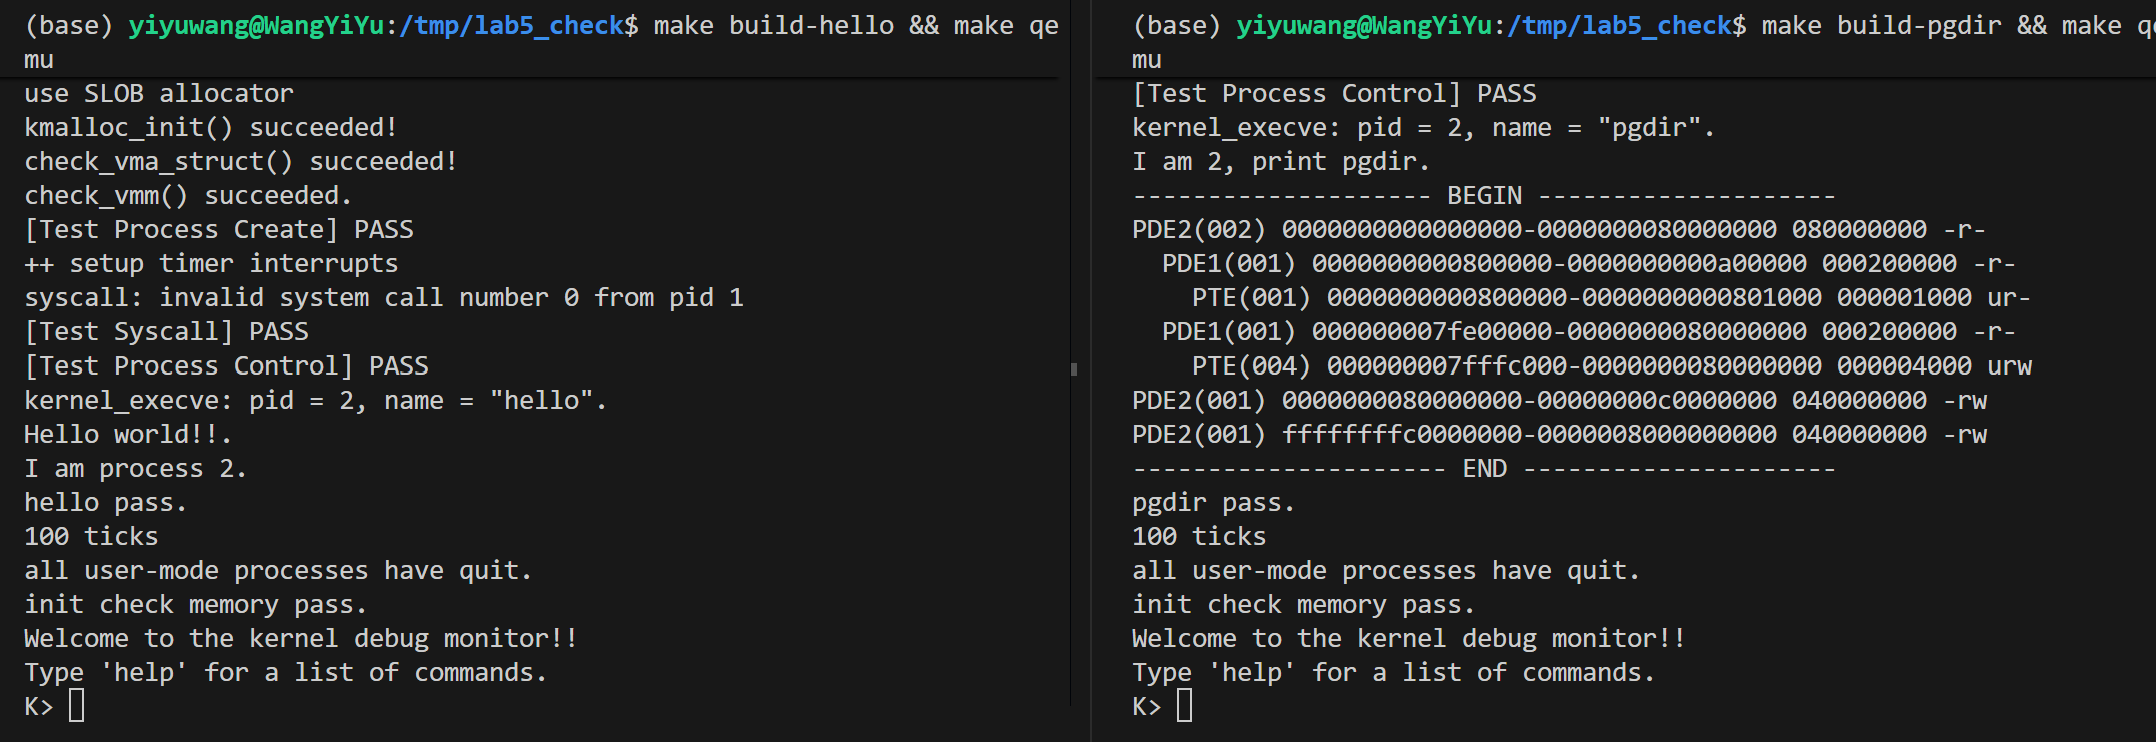 (base) yiyuwang@WangYiYu:/tmp/lab5_check$ make build-hello && make qe
mu
use SLOB allocator
kmalloc_init() succeeded!
check_vma_struct() succeeded!
check_vmm() succeeded.
[Test Process Create] PASS
++ setup timer interrupts
syscall: invalid system call number 0 from pid 1
[Test Syscall] PASS
[Test Process Control] PASS
kernel_execve: pid = 2, name = "hello".
Hello world!!.
I am process 2.
hello pass.
100 ticks
all user-mode processes have quit.
init check memory pass.
Welcome to the kernel debug monitor!!
Type 'help' for a list of commands.
K>
(base) yiyuwang@WangYiYu:/tmp/lab5_check$ make build-pgdir && make qe
mu
[Test Process Control] PASS
kernel_execve: pid = 2, name = "pgdir".
I am 2, print pgdir.
-------------------- BEGIN --------------------
PDE2(002) 0000000000000000-0000000080000000 080000000 -r-
  PDE1(001) 0000000000800000-0000000000a00000 000200000 -r-
    PTE(001) 0000000000800000-0000000000801000 000001000 ur-
  PDE1(001) 000000007fe00000-0000000080000000 000200000 -r-
    PTE(004) 000000007fffc000-0000000080000000 000004000 urw
PDE2(001) 0000000080000000-00000000c0000000 040000000 -rw
PDE2(001) ffffffffc0000000-0000008000000000 040000000 -rw
--------------------- END ---------------------
pgdir pass.
100 ticks
all user-mode processes have quit.
init check memory pass.
Welcome to the kernel debug monitor!!
Type 'help' for a list of commands.
K>